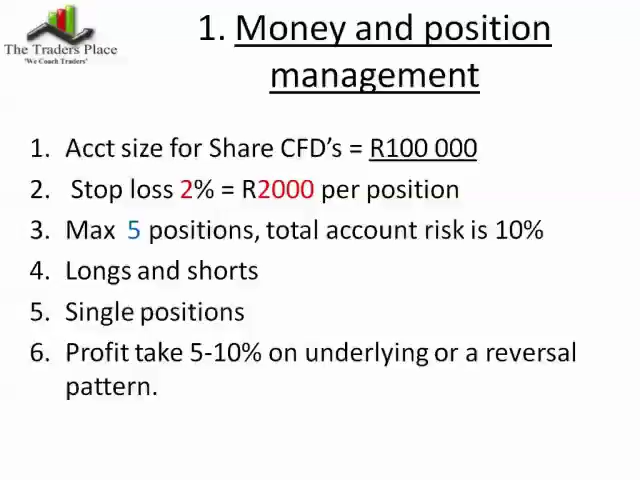 The Traders Place
"We Coach Traders"
1. Money and position
management
1. Acct size for Share CFD's = R100 000
2. Stop loss 2% = R2000 per position
3. Max 5 positions, total account risk is 10%
4. Longs and shorts
5. Single positions
6. Profit take 5-10% on underlying or a reversal
pattern.